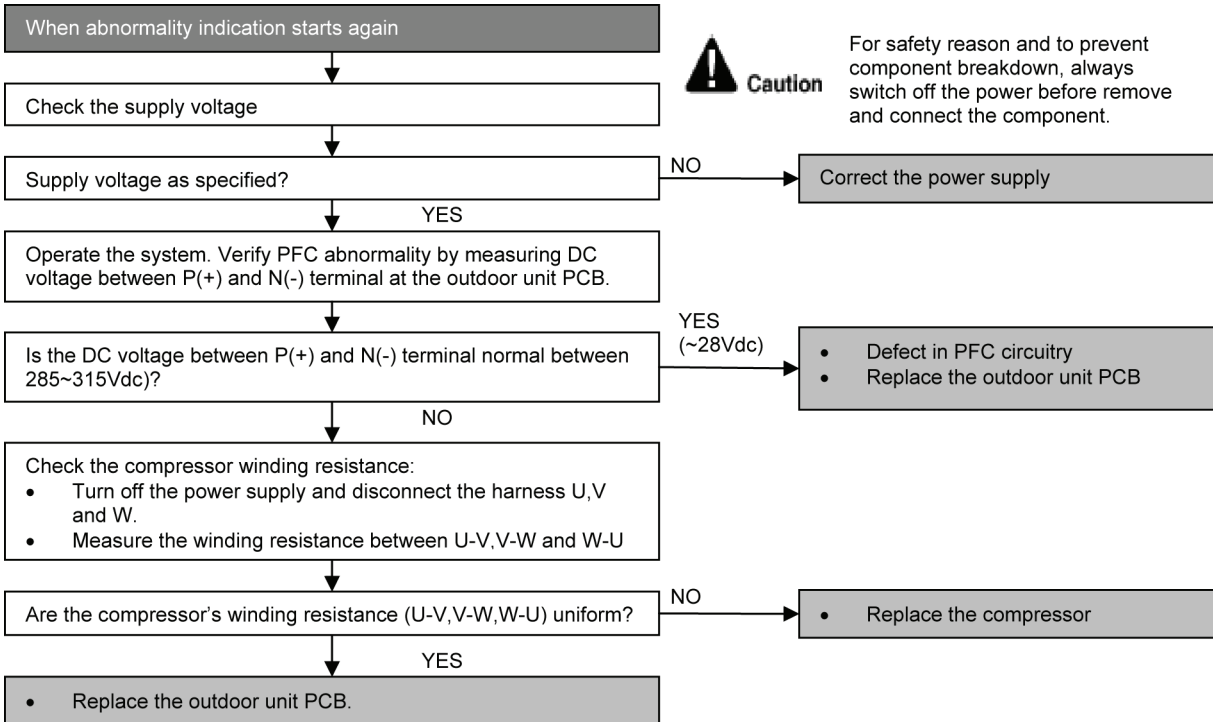 When abnormality indication starts again
Caution
For safety reason and to prevent
component breakdown, always
switch off the power before remove
and connect the component.
Check the supply voltage
Supply voltage as specified?
NO
Correct the power supply
YES
Operate the system. Verify PFC abnormality by measuring DC
voltage between P(+) and N(-) terminal at the outdoor unit PCB.
Is the DC voltage between P(+) and N(-) terminal normal between
285~315Vdc)?
YES
(~28Vdc)
• Defect in PFC circuitry
• Replace the outdoor unit PCB
NO
Check the compressor winding resistance:
• Turn off the power supply and disconnect the harness U,V
and W.
• Measure the winding resistance between U-V,V-W and W-U
Are the compressor's winding resistance (U-V,V-W,W-U) uniform?
NO
• Replace the compressor
YES
• Replace the outdoor unit PCB.